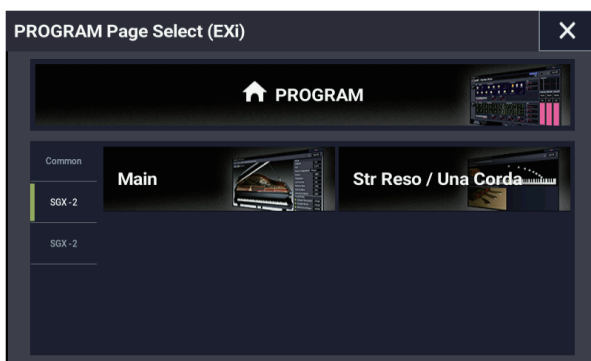 PROGRAM Page Select (EXi)
PROGRAM
Common
SGX-2
SGX-2
Main
Str Reso / Una Corda